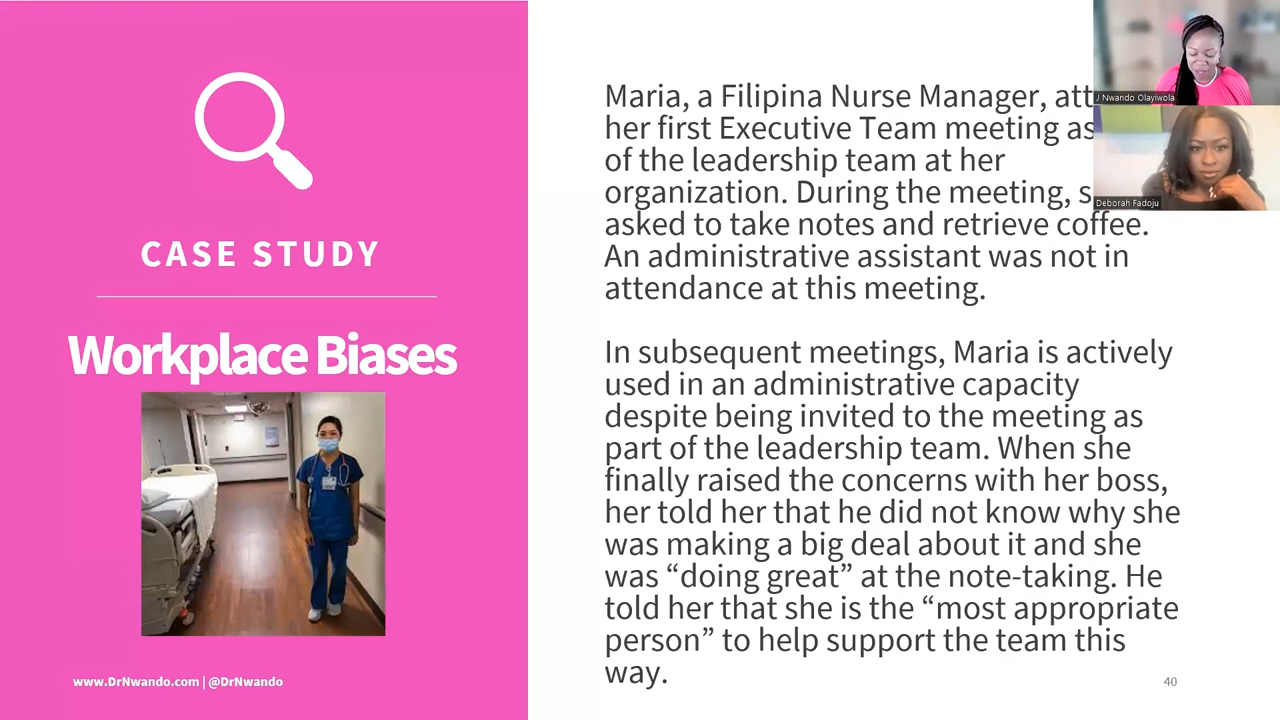 CASE STUDY
Workplace Biases
www.DrNwando.com | @DrNwando
Maria, a Filipina Nurse Manager,
her first Executive Team meeting as
of the leadership team at her
organization. During the meeting,
asked to take notes and retrieve coffee.
An administrative assistant was not in
attendance at this meeting.
In subsequent meetings, Maria is actively
used in an administrative capacity
despite being invited to the meeting as
part of the leadership team. When she
finally raised the concerns with her boss,
her told her that he did not know why she
was making a big deal about it and she
was “doing great” at the note-taking. He
told her that she is the “most appropriate
person” to help support the team this
way.
40
J Nwando Olayiwola
Deborah Fadoju